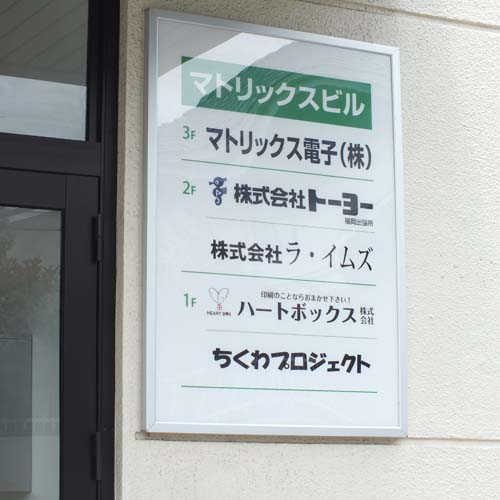 マトリックスビル
3F マトリックス電子(株)
2F 株式会社トーヨー
福岡出張所
株式会社ラ・イムズ
印刷のことならおまかせ下さい!
1F HEART BOX ハートボックス 株式会社
ちくわプロジェクト